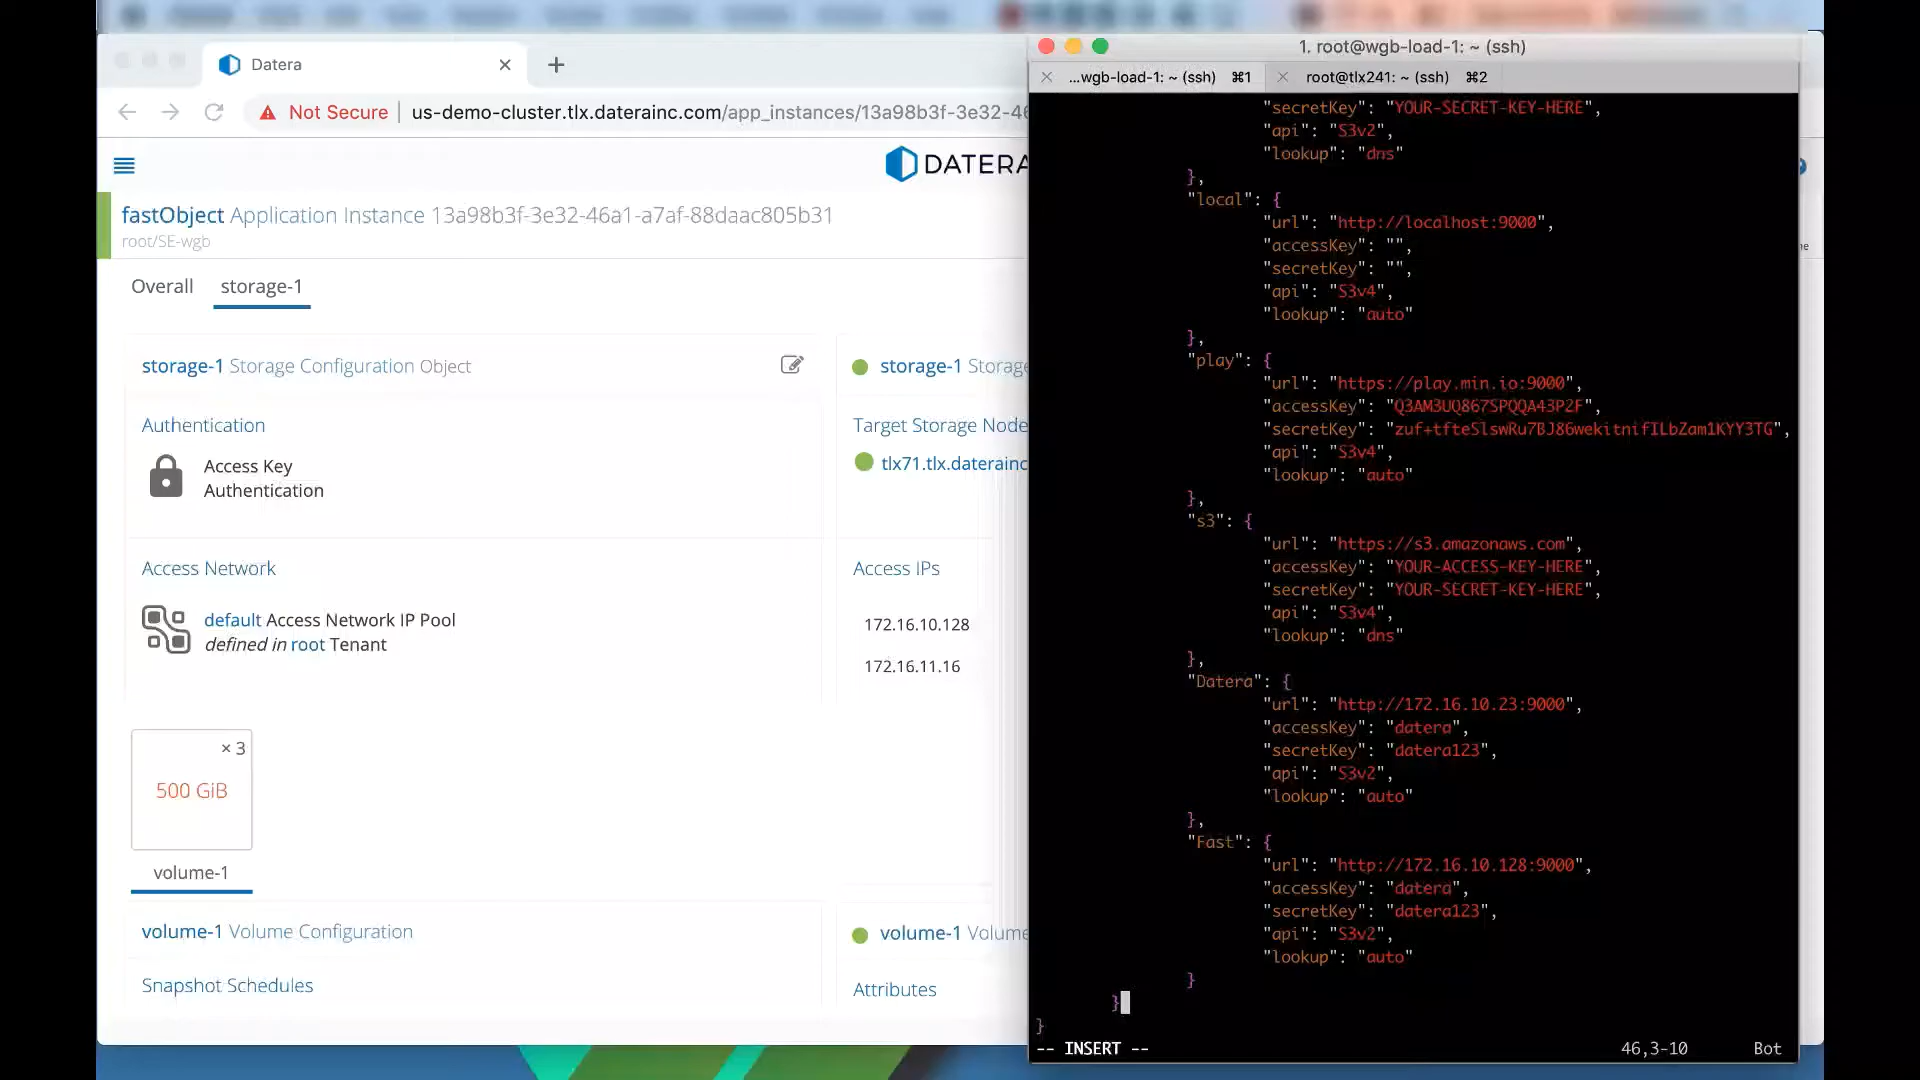 Datera
Not Secure | us-demo-cluster.tlx.daterainc.com/app_instances/13a98b3f-3e32-46
DATERA
fastObject Application Instance 13a98b3f-3e32-46a1-a7af-88daac805b31
root/SE-wgb
Overall storage-1
storage-1 Storage Configuration Object
storage-1 Storage
Authentication
Target Storage Node
Access Key
Authentication
tlx71.tlx.daterainc
Access Network
Access IPs
default Access Network IP Pool
defined in root Tenant
172.16.10.128
172.16.11.16
× 3
500 GiB
volume-1
volume-1 Volume Configuration
volume-1 Volume
Snapshot Schedules
Attributes
1. root@wgb-load-1: ~ (ssh)
...wgb-load-1: ~ (ssh) ⌘1
root@tlx241: ~ (ssh) ⌘2
"secretKey": "YOUR-SECRET-KEY-HERE",
"api": "S3v2",
"lookup": "dns"
},
"local": {
"url": "http://localhost:9000",
"accessKey": "",
"secretKey": "",
"api": "S3v4",
"lookup": "auto"
},
"play": {
"url": "https://play.min.io:9000",
"accessKey": "Q3AM3UQ867SPQQA43P2F",
"secretKey": "zuf+tfteSlswRu7BJ86wekitnifILbZam1KYY3TG",
"api": "S3v4",
"lookup": "auto"
},
"s3": {
"url": "https://s3.amazonaws.com",
"accessKey": "YOUR-ACCESS-KEY-HERE",
"secretKey": "YOUR-SECRET-KEY-HERE",
"api": "S3v4",
"lookup": "dns"
},
"Datera": {
"url": "http://172.16.10.23:9000",
"accessKey": "datera",
"secretKey": "datera123",
"api": "S3v2",
"lookup": "auto"
},
"Fast": {
"url": "http://172.16.10.128:9000",
"accessKey": "datera",
"secretKey": "datera123",
"api": "S3v2",
"lookup": "auto"
}
}
}
-- INSERT --
46,3-10
Bot